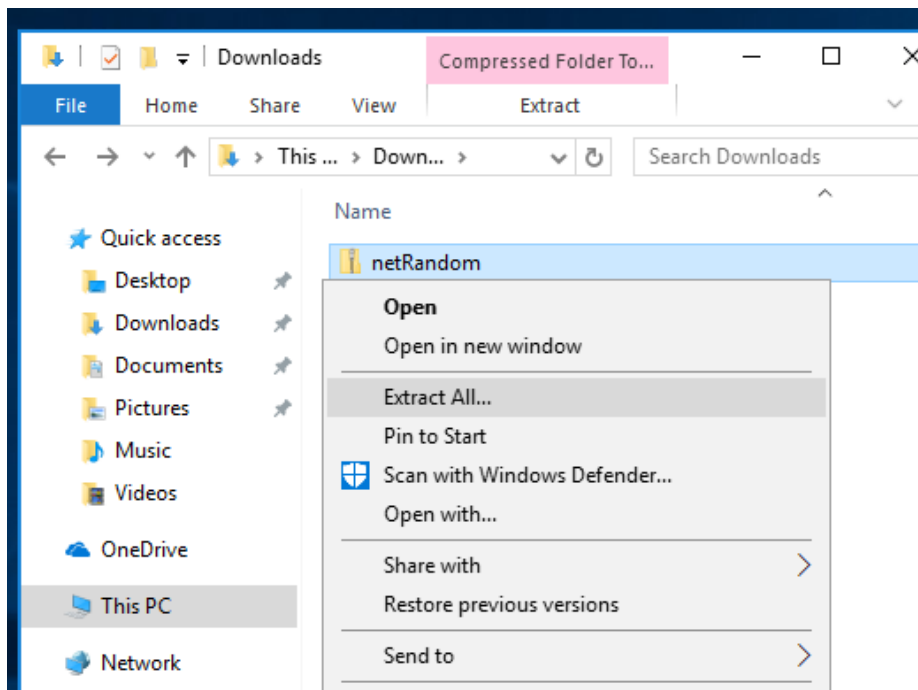 Downloads
Compressed Folder To...
File Home Share View Extract
This ... Down...
Search Downloads
Name
Quick access
Desktop
Downloads
Documents
Pictures
Music
Videos
OneDrive
This PC
Network
netRandom
Open
Open in new window
Extract All...
Pin to Start
Scan with Windows Defender...
Open with...
Share with
Restore previous versions
Send to